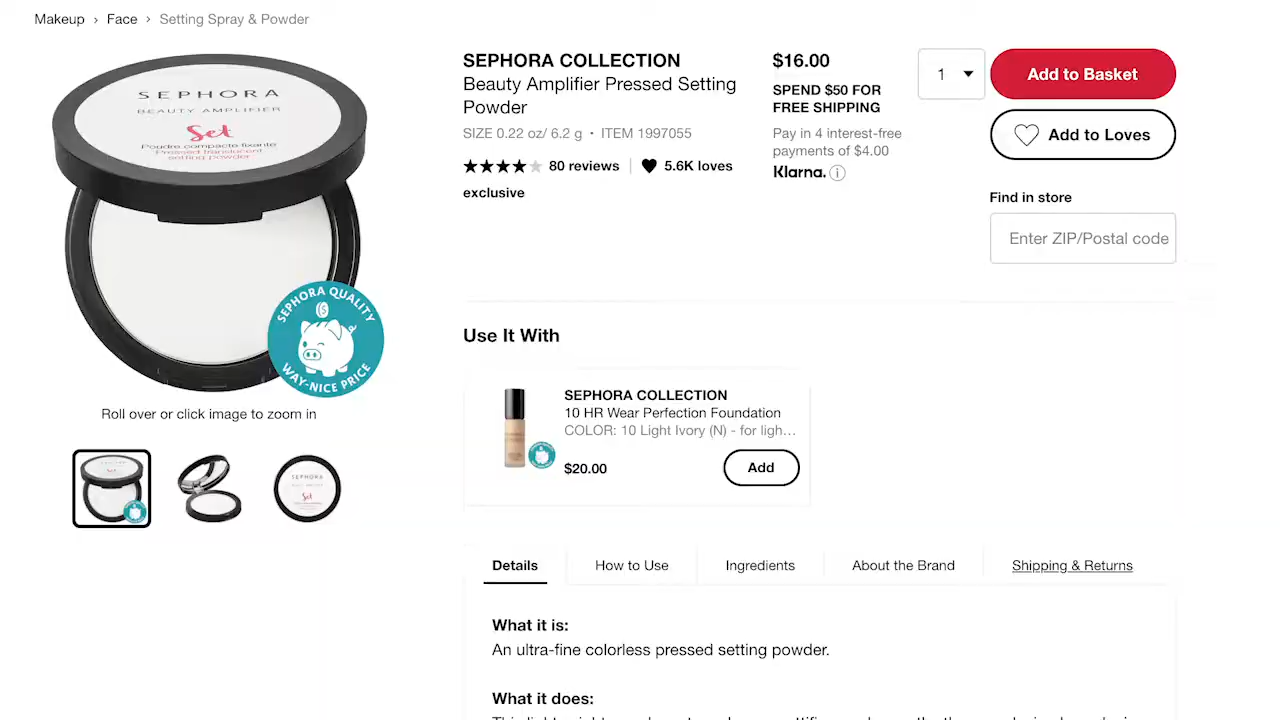 Makeup › Face › Setting Spray & Powder
SEPHORA
BEAUTY AMPLIFIER
Set
Poudre compacte fixante
Pressed translucent
setting powder
SEPHORA QUALITY
WAY-NICE PRICE
Roll over or click image to zoom in
SEPHORA COLLECTION
Beauty Amplifier Pressed Setting
Powder
SIZE 0.22 oz/ 6.2 g • ITEM 1997055
80 reviews
5.6K loves
exclusive
$16.00
SPEND $50 FOR
FREE SHIPPING
Pay in 4 interest-free
payments of $4.00
Klarna.
1
Add to Basket
Add to Loves
Find in store
Enter ZIP/Postal code
Use It With
SEPHORA COLLECTION
10 HR Wear Perfection Foundation
COLOR: 10 Light Ivory (N) - for ligh...
$20.00
Add
Details
How to Use
Ingredients
About the Brand
Shipping & Returns
What it is:
An ultra-fine colorless pressed setting powder.
What it does: